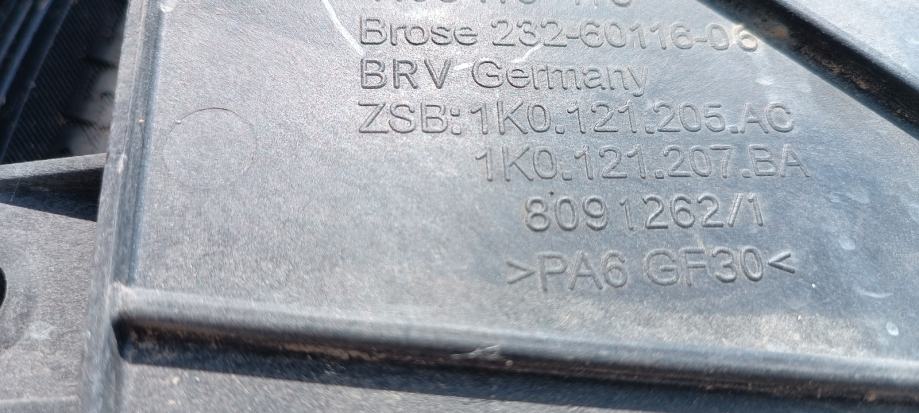 Brose 232-60116-06
BRV Germany
ZSB: 1K0.121.205.AC
1K0.121.207.BA
8091262/1
>PA6 GF30<